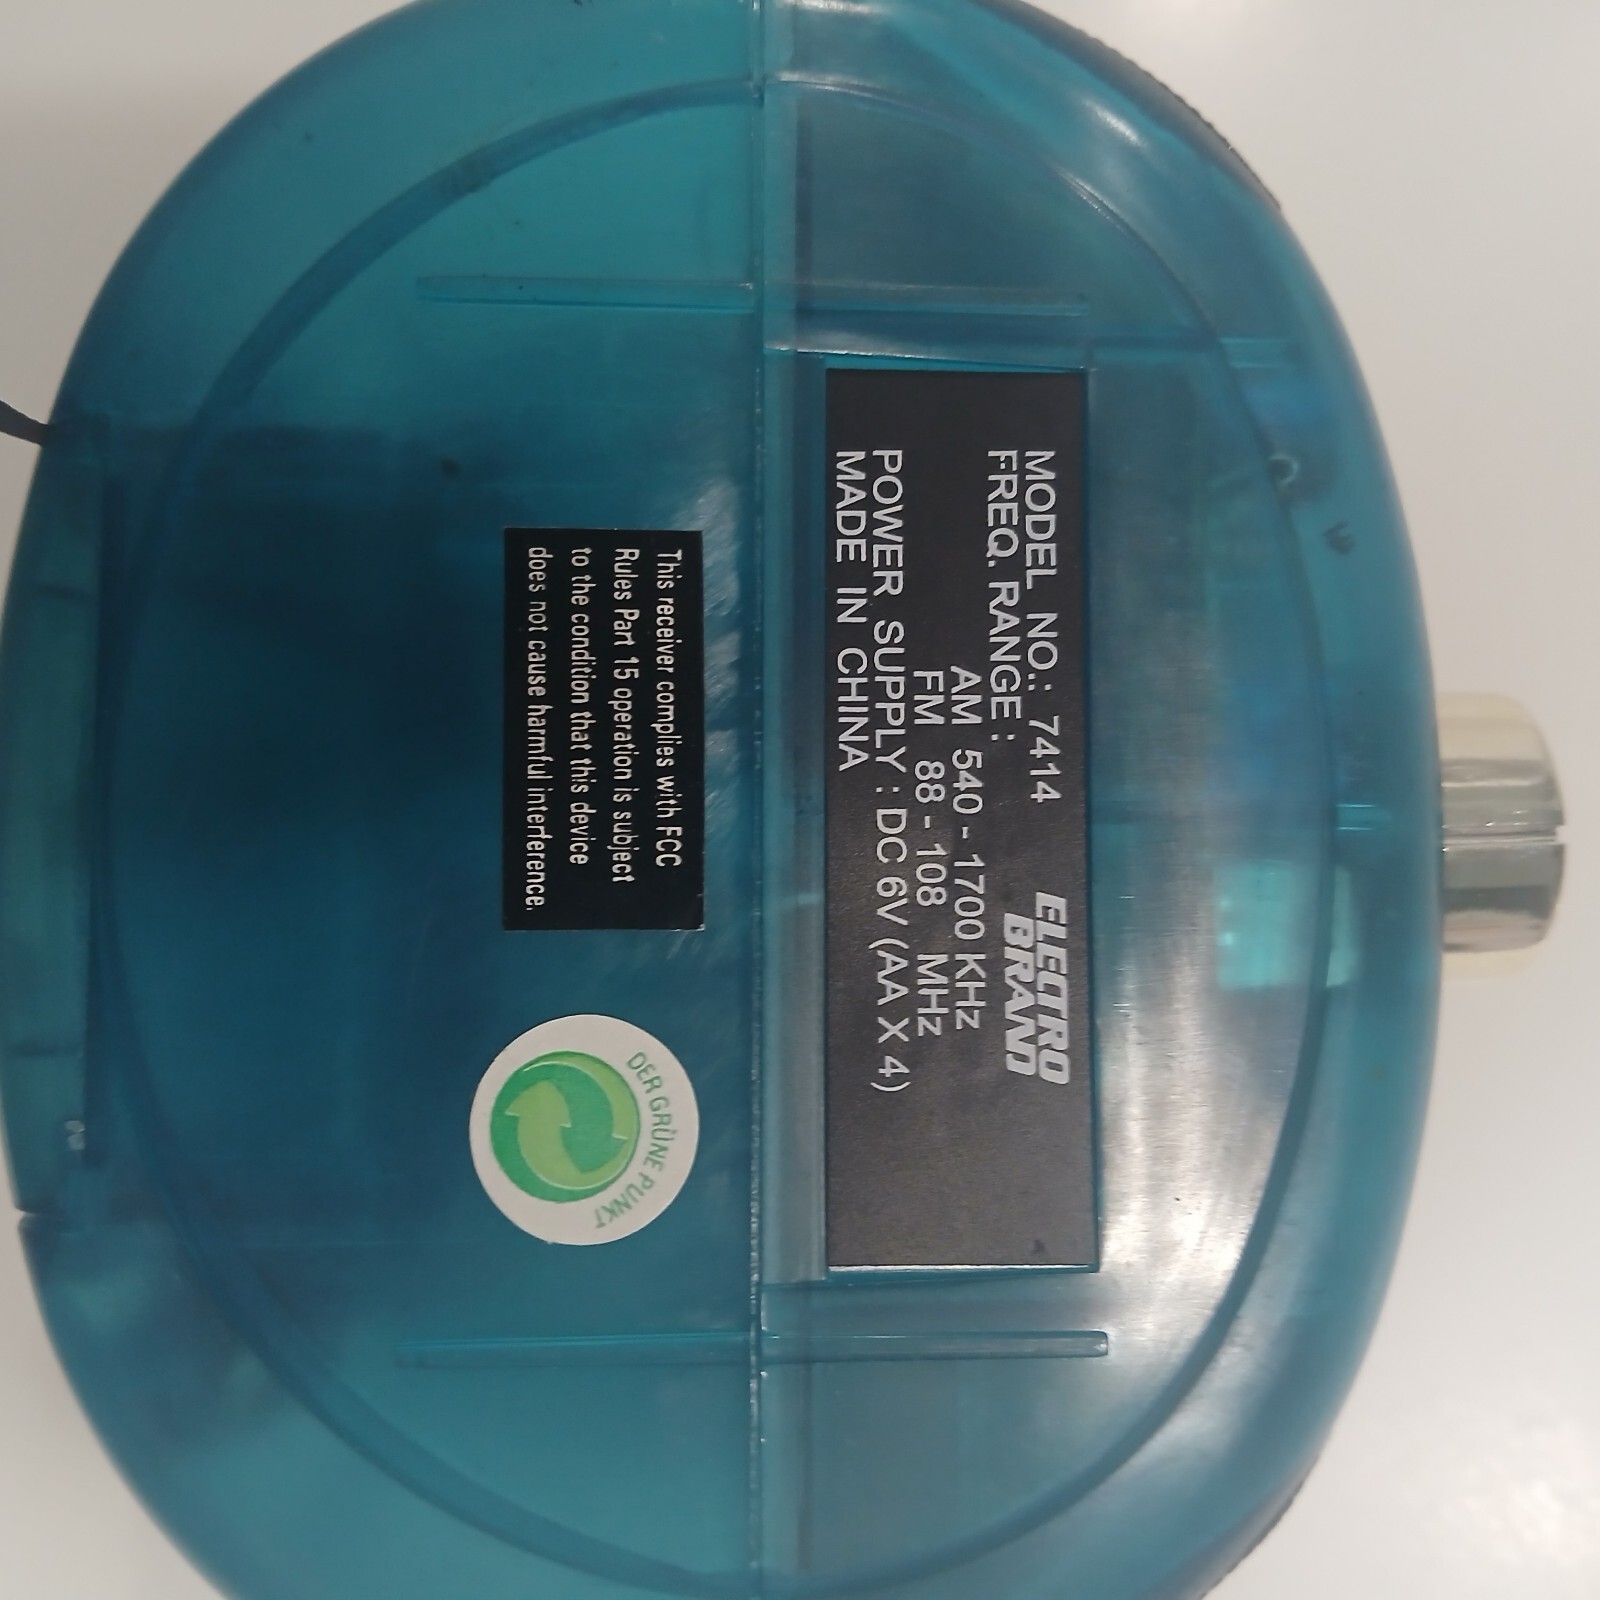 ELECTRO
BRAND
MODEL NO.: 7414
FREQ. RANGE :
AM 540 - 1700 KHz
FM 88 - 108 MHz
POWER SUPPLY : DC 6V (AA X 4)
MADE IN CHINA
This receiver complies with FCC
Rules Part 15 operation is subject
to the condition that this device
does not cause harmful interference.
DER GRÜNE PUNKT